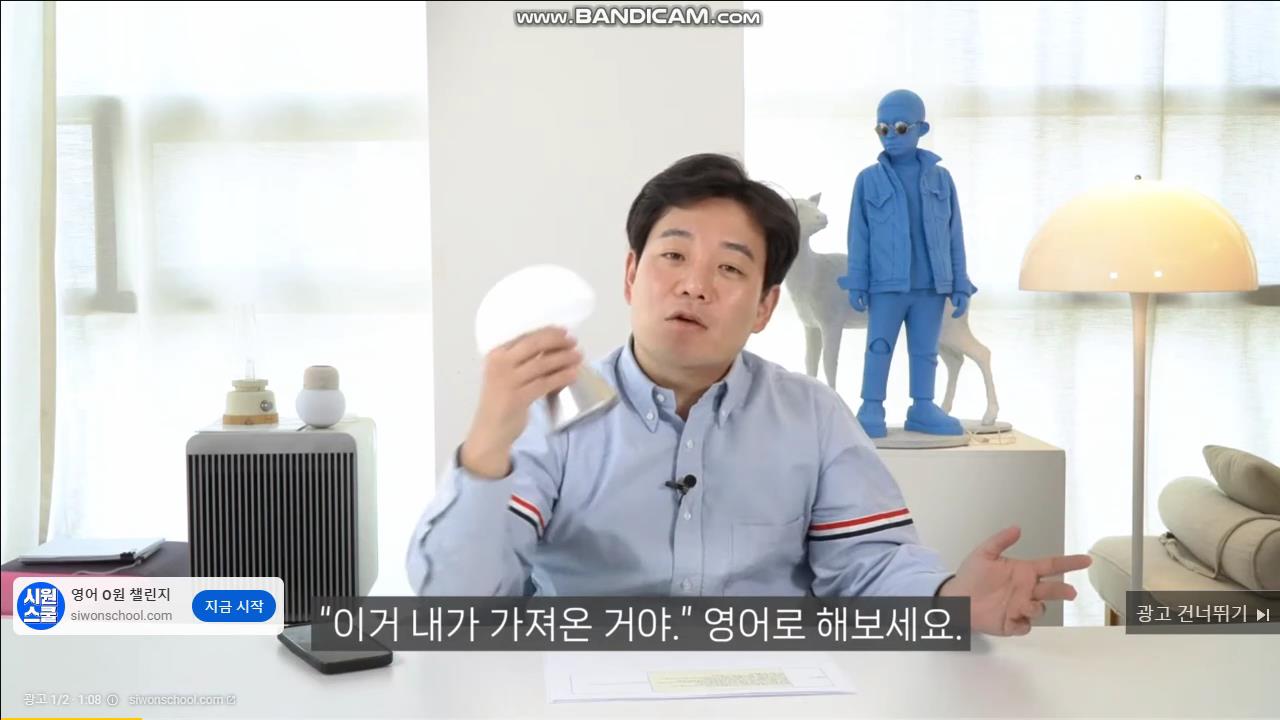 www.BANDICAM.com
시원
스쿨
영어 0원 챌린지
siwonschool.com
지금 시작
"이거 내가 가져온 거야." 영어로 해보세요.
광고 건너뛰기
광고 1/2 · 1:08
siwonschool.com